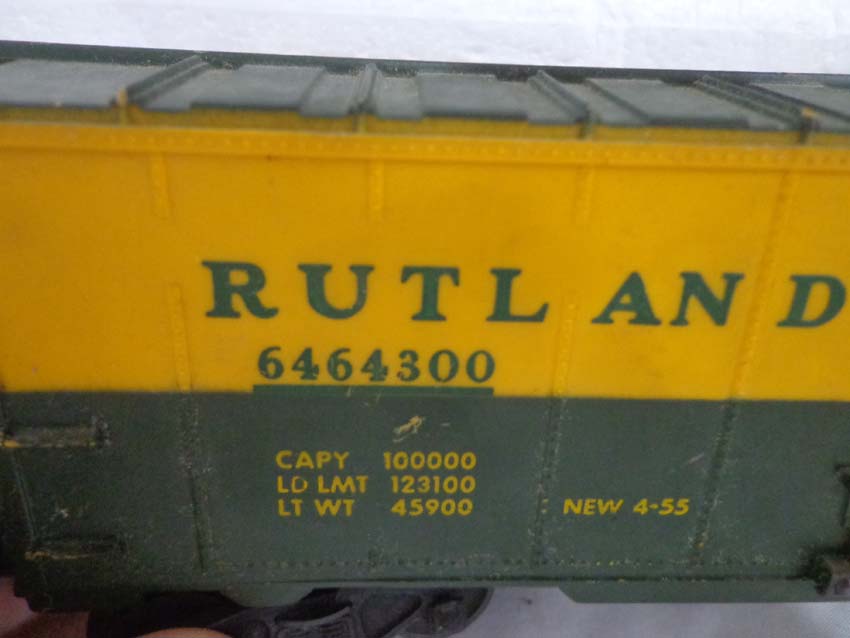 RUTLAND
6464300
CAPY 100000
LD LMT 123100
LT WT 45900 NEW 4-55